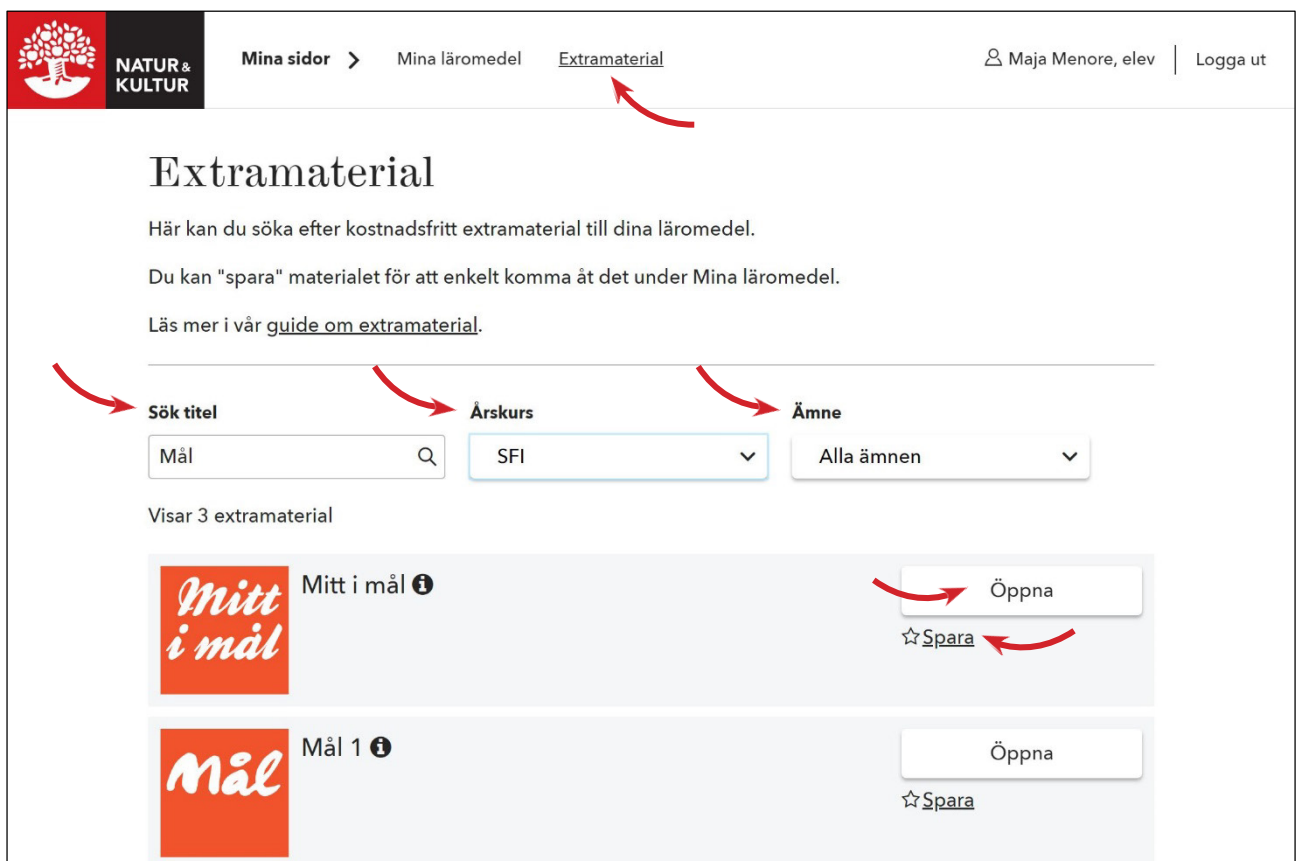 NATUR &
KULTUR
Mina sidor Mina läromedel Extramaterial Maja Menore, elev Logga ut
Extramaterial
Här kan du söka efter kostnadsfritt extramaterial till dina läromedel.
Du kan "spara" materialet för att enkelt komma åt det under Mina läromedel.
Läs mer i vår guide om extramaterial.
Sök titel Årskurs Ämne
Mål SFI Alla ämnen
Visar 3 extramaterial
Mitt
i mål
Mitt i mål
Öppna
Spara
Mål
Mål 1
Öppna
Spara